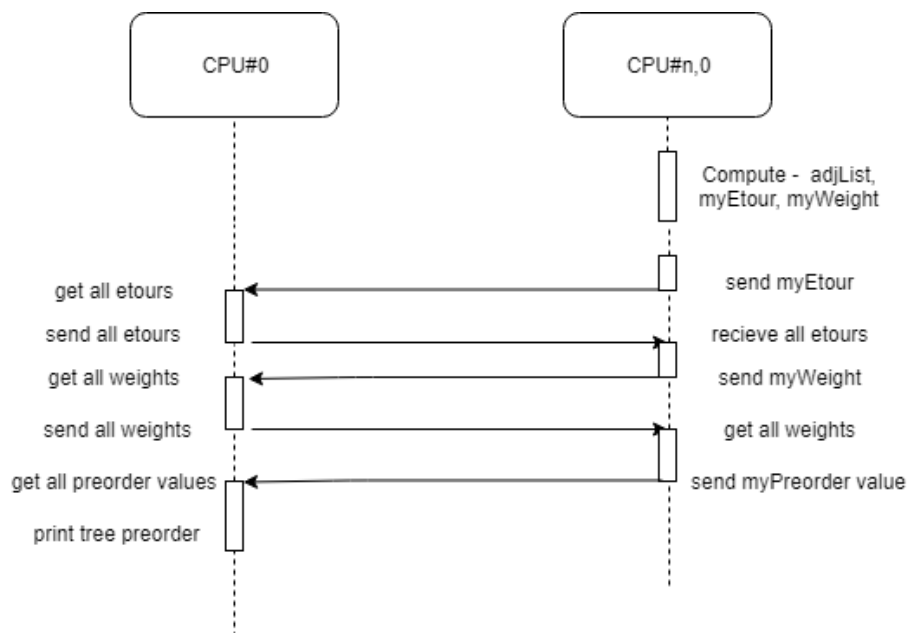 CPU#0
CPU#n,0
Compute - adjList,
myEtour, myWeight
get all etours
send myEtour
send all etours
recieve all etours
get all weights
send myWeight
send all weights
get all weights
get all preorder values
send myPreorder value
print tree preorder